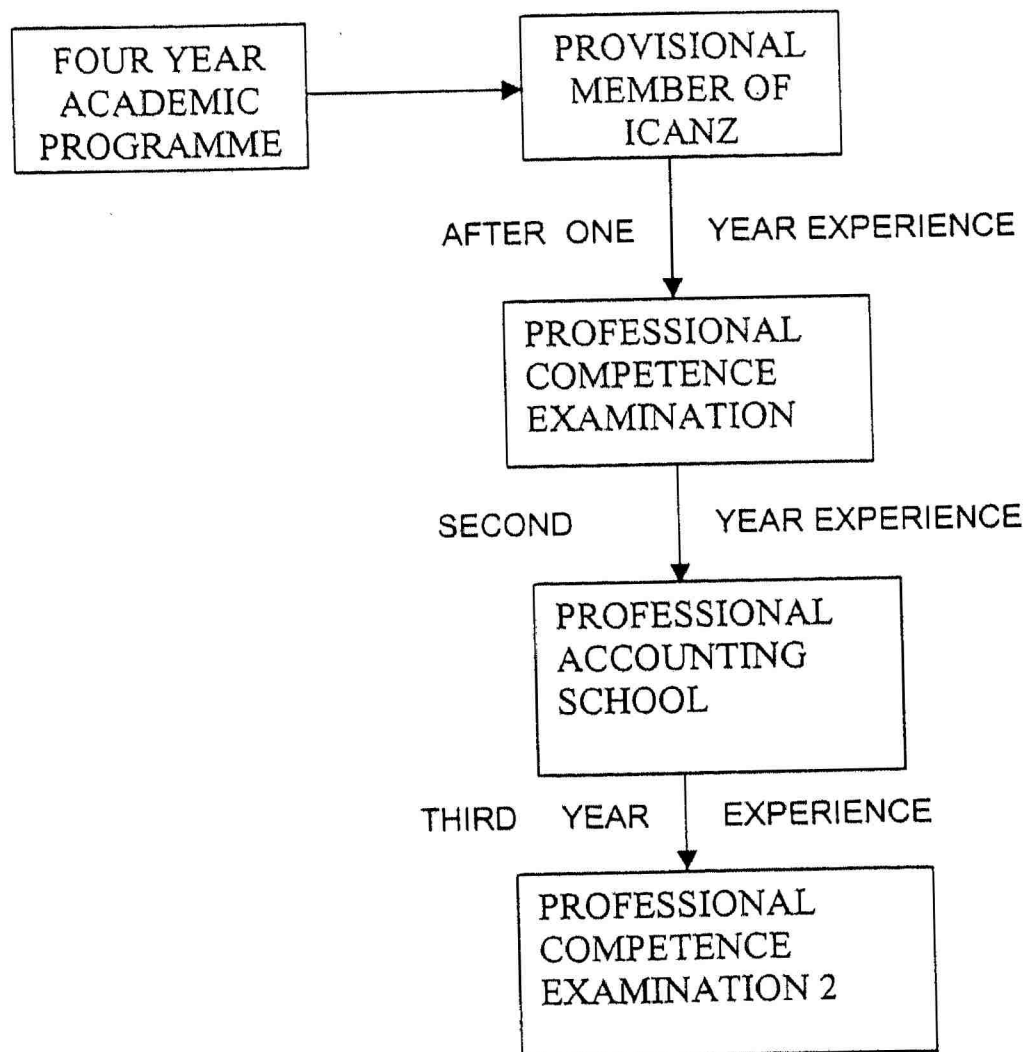 FOUR YEAR
ACADEMIC
PROGRAMME
PROVISIONAL
MEMBER OF
ICANZ
AFTER ONE YEAR EXPERIENCE
PROFESSIONAL
COMPETENCE
EXAMINATION
SECOND YEAR EXPERIENCE
PROFESSIONAL
ACCOUNTING
SCHOOL
THIRD YEAR EXPERIENCE
PROFESSIONAL
COMPETENCE
EXAMINATION 2